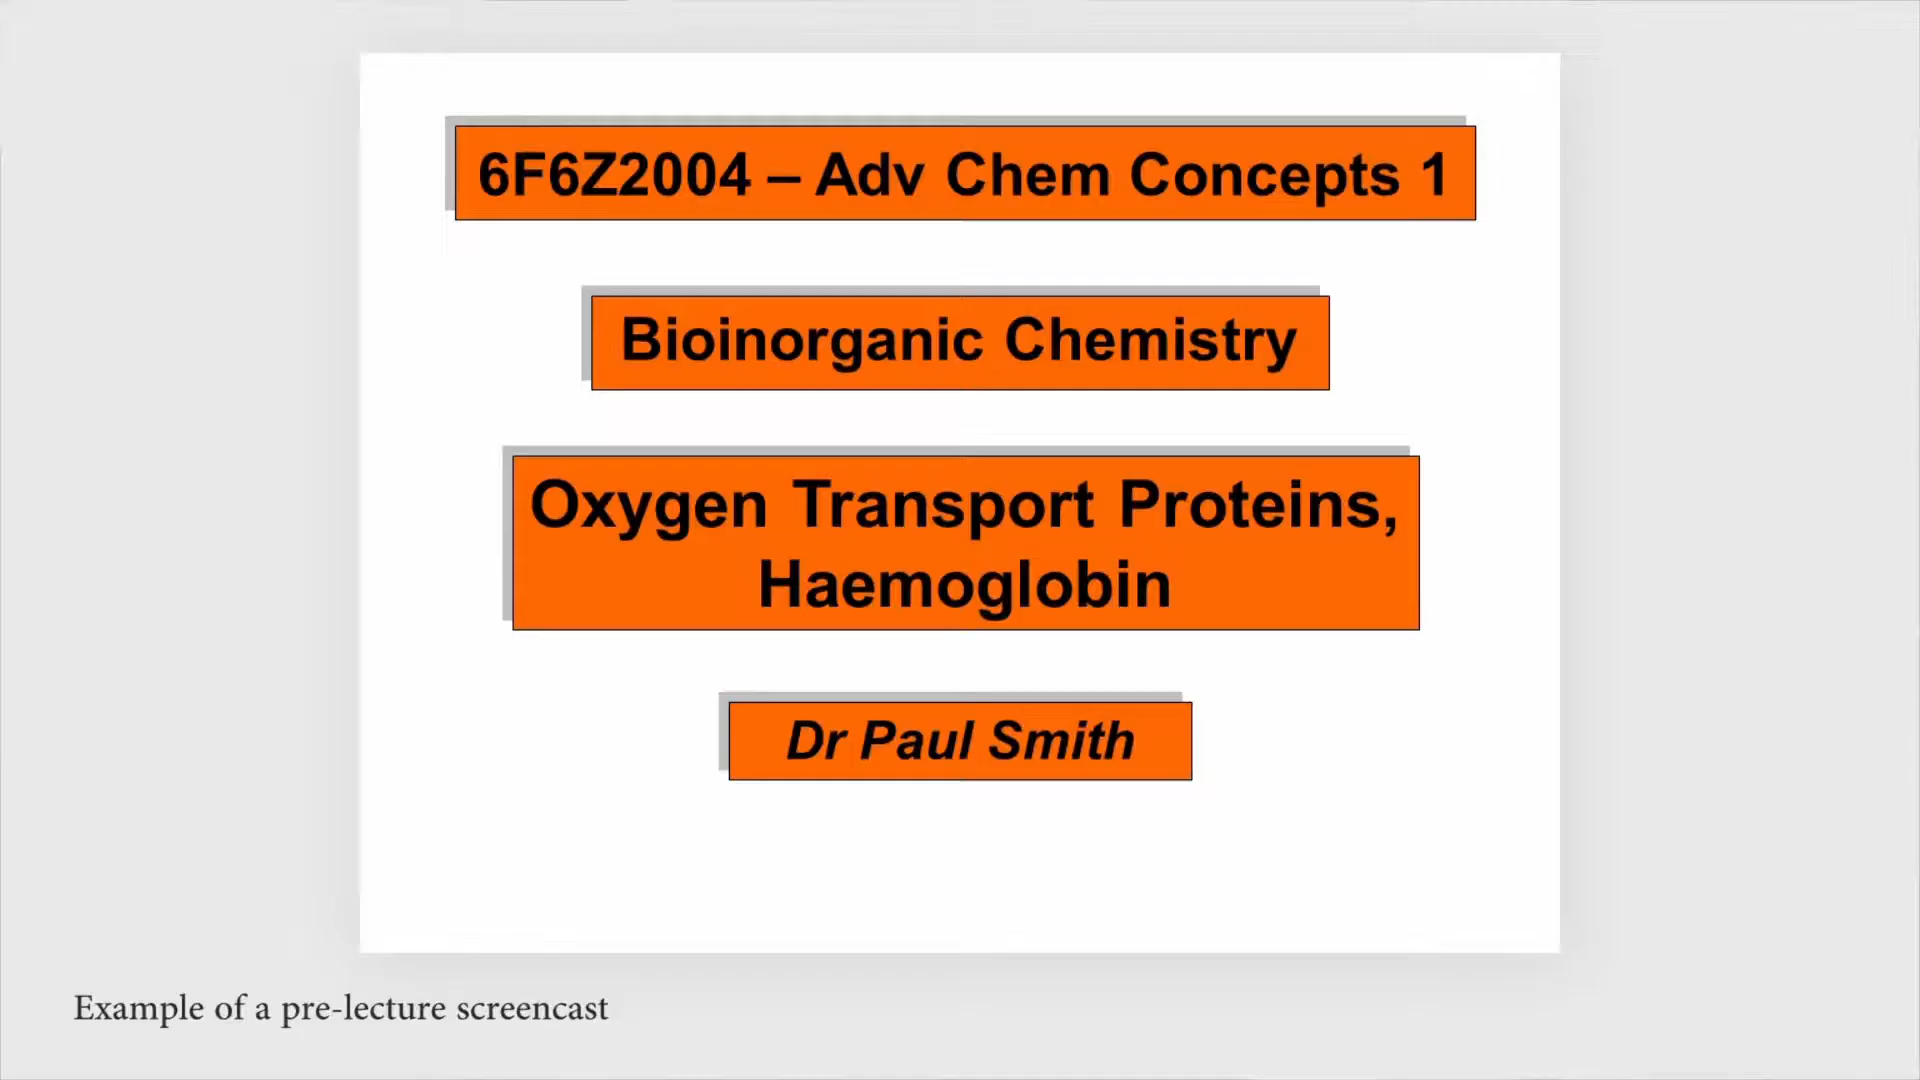 6F6Z2004 – Adv Chem Concepts 1
Bioinorganic Chemistry
Oxygen Transport Proteins,
Haemoglobin
Dr Paul Smith
Example of a pre-lecture screencast